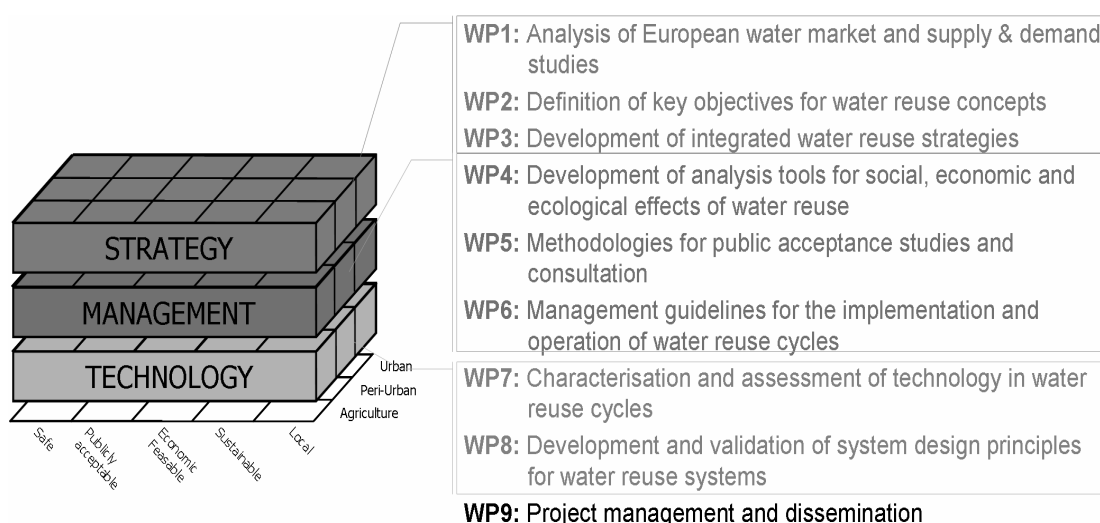 WP1: Analysis of European water market and supply & demand
studies
WP2: Definition of key objectives for water reuse concepts
WP3: Development of integrated water reuse strategies
WP4: Development of analysis tools for social, economic and
ecological effects of water reuse
WP5: Methodologies for public acceptance studies and
consultation
WP6: Management guidelines for the implementation and
operation of water reuse cycles
WP7: Characterisation and assessment of technology in water
reuse cycles
WP8: Development and validation of system design principles
for water reuse systems
WP9: Project management and dissemination
STRATEGY
MANAGEMENT
TECHNOLOGY
Urban
Peri-Urban
Agriculture
Safe
Publicly
acceptable
Economic
Feasable
Sustainable
Local